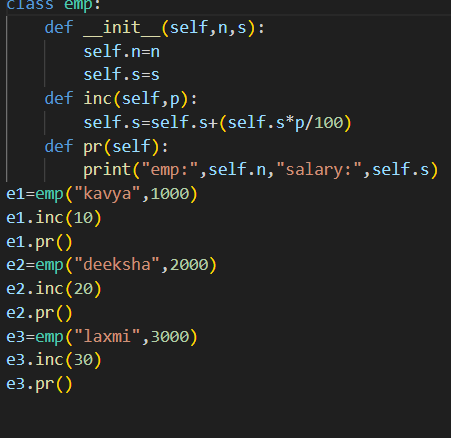 class emp:
    def __init__(self,n,s):
        self.n=n
        self.s=s
    def inc(self,p):
        self.s=self.s+(self.s*p/100)
    def pr(self):
        print("emp:",self.n,"salary:",self.s)
e1=emp("kavya",1000)
e1.inc(10)
e1.pr()
e2=emp("deeksha",2000)
e2.inc(20)
e2.pr()
e3=emp("laxmi",3000)
e3.inc(30)
e3.pr()